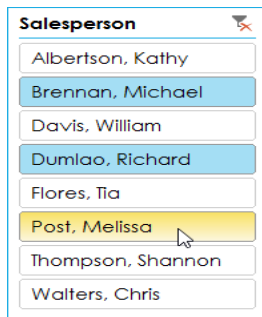 Salesperson
Albertson, Kathy
Brennan, Michael
Davis, William
Dumlao, Richard
Flores, Tia
Post, Melissa
Thompson, Shannon
Walters, Chris